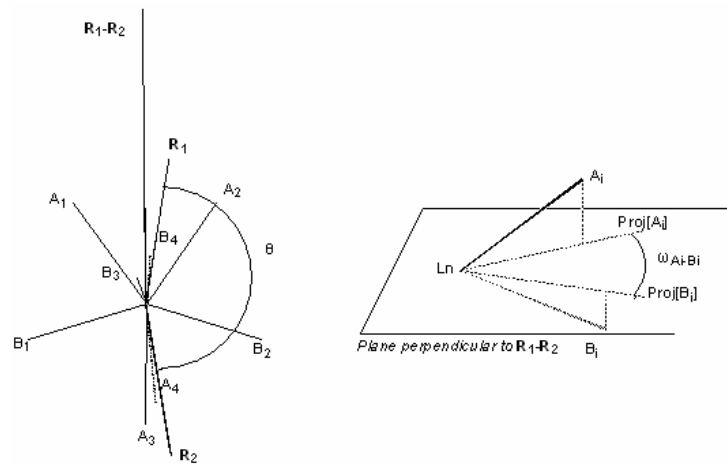 R1-R2
R1
A1
A2
B4
θ
B3
B1
B2
A4
A3
R2
Ai
Proj[Ai]
Ln
ωAi-Bi
Proj[Bi]
Plane perpendicular to R1-R2
Bi